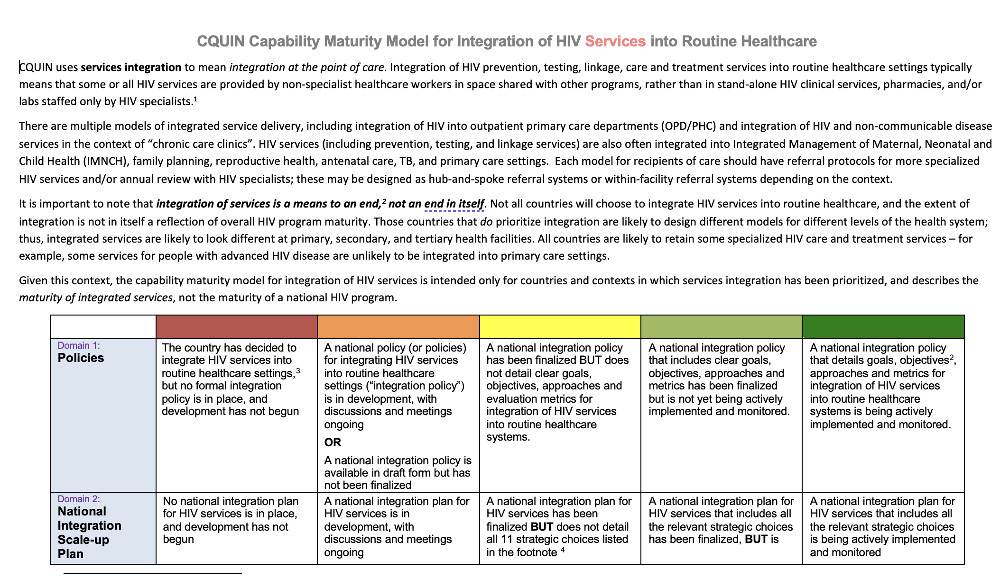 CQUIN Capability Maturity Model for Integration of HIV Services into Routine Healthcare
CQUIN uses services integration to mean integration at the point of care. Integration of HIV prevention, testing, linkage, care and treatment services into routine healthcare settings typically
means that some or all HIV services are provided by non-specialist healthcare workers in space shared with other programs, rather than in stand-alone HIV clinical services, pharmacies, and/or
labs staffed only by HIV specialists.1
There are multiple models of integrated service delivery, including integration of HIV into outpatient primary care departments (OPD/PHC) and integration of HIV and non-communicable disease
services in the context of “chronic care clinics”. HIV services (including prevention, testing, and linkage services) are also often integrated into Integrated Management of Maternal, Neonatal and
Child Health (IMNCH), family planning, reproductive health, antenatal care, TB, and primary care settings.  Each model for recipients of care should have referral protocols for more specialized
HIV services and/or annual review with HIV specialists; these may be designed as hub-and-spoke referral systems or within-facility referral systems depending on the context.
It is important to note that integration of services is a means to an end,2 not an end in itself. Not all countries will choose to integrate HIV services into routine healthcare, and the extent of
integration is not in itself a reflection of overall HIV program maturity. Those countries that do prioritize integration are likely to design different models for different levels of the health system;
thus, integrated services are likely to look different at primary, secondary, and tertiary health facilities. All countries are likely to retain some specialized HIV care and treatment services – for
example, some services for people with advanced HIV disease are unlikely to be integrated into primary care settings.
Given this context, the capability maturity model for integration of HIV services is intended only for countries and contexts in which services integration has been prioritized, and describes the
maturity of integrated services, not the maturity of a national HIV program.
Domain 1:
Policies
The country has decided to
integrate HIV services into
routine healthcare settings,3
but no formal integration
policy is in place, and
development has not begun
A national policy (or policies)
for integrating HIV services
into routine healthcare
settings (“integration policy”)
is in development, with
discussions and meetings
ongoing
OR
A national integration policy is
available in draft form but has
not been finalized
A national integration policy
has been finalized BUT does
not detail clear goals,
objectives, approaches and
evaluation metrics for
integration of HIV services
into routine healthcare
systems.
A national integration policy
that includes clear goals,
objectives, approaches and
metrics has been finalized
but is not yet being actively
implemented and monitored.
A national integration policy
that details goals, objectives2,
approaches and metrics for
integration of HIV services
into routine healthcare
systems is being actively
implemented and monitored.
Domain 2:
National
Integration
Scale-up
Plan
No national integration plan
for HIV services is in place,
and development has not
begun
A national integration plan for
HIV services is in
development, with
discussions and meetings
ongoing
A national integration plan for
HIV services has been
finalized BUT does not detail
all 11 strategic choices listed
in the footnote 4
A national integration plan for
HIV services that includes all
the relevant strategic choices
has been finalized, BUT is
A national integration plan for
HIV services that includes all
the relevant strategic choices
is being actively implemented
and monitored